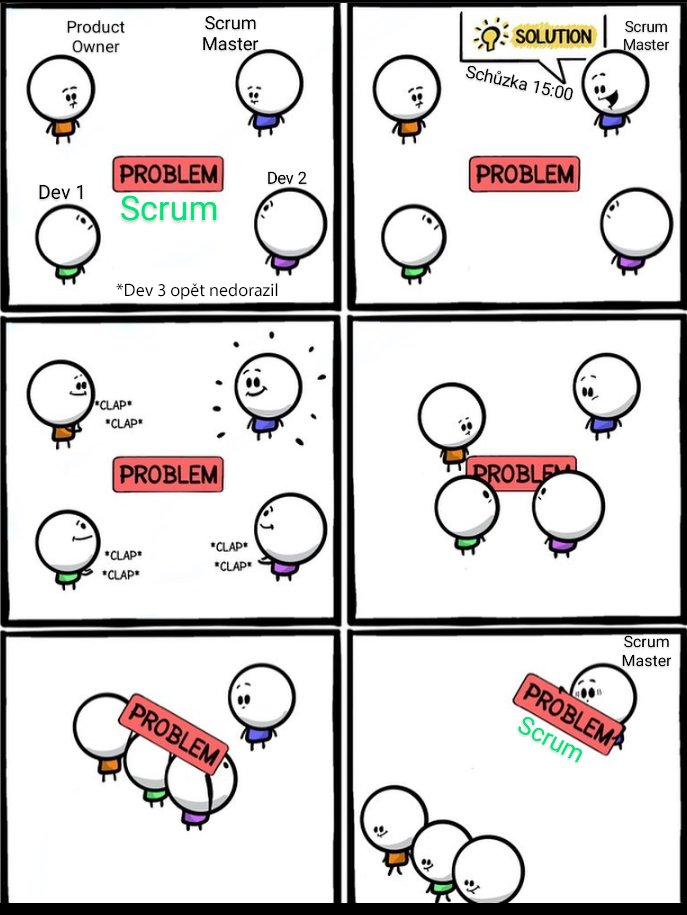 Product
Owner
Scrum
Master
PROBLEM
Scrum
Dev 1
Dev 2
*Dev 3 opět nedorazil
SOLUTION
Schůzka 15:00
Scrum
Master
PROBLEM
*CLAP*
*CLAP*
PROBLEM
*CLAP*
*CLAP*
*CLAP*
*CLAP*
PROBLEM
PROBLEM
Scrum
Master
PROBLEM
Scrum